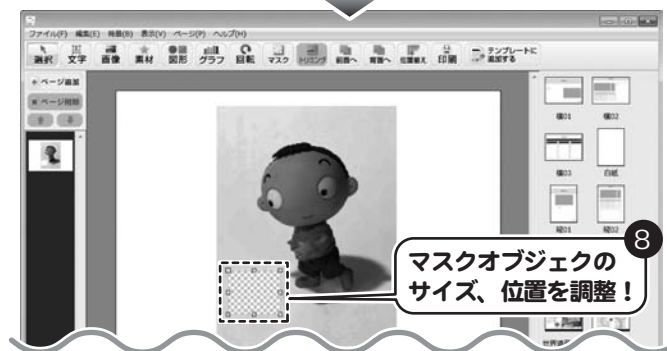 ファイル(F) 編集(E) 背景(B) 表示(V) ページ(P) ヘルプ(H)
選択 文字 画像 素材 図形 グラフ 回転 マスク トリミング 前面へ 背面へ 位置揃え 印刷 テンプレートに
追加する
+ ページ追加
× ページ削除
横01 横02
横03 白紙
縦01 縦02
8
マスクオブジェクの
サイズ、位置を調整!